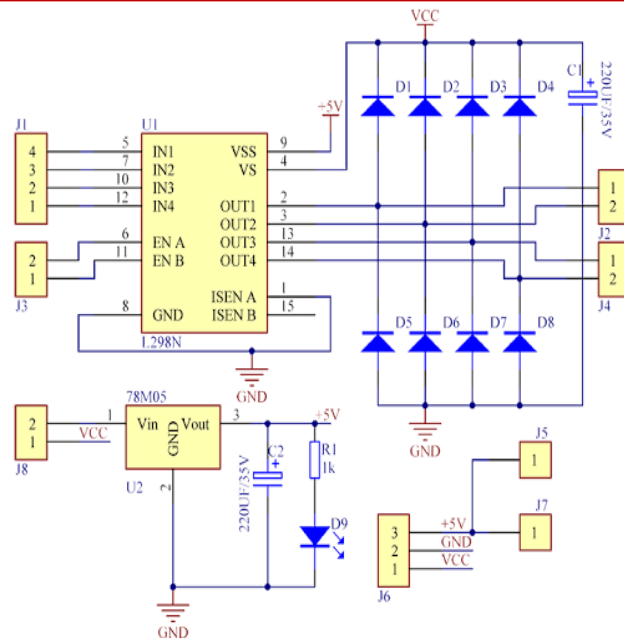 VCC
D1 D2 D3 D4
C1
+
220UF/35V
+5V
J1
U1
4 5 IN1 VSS 9
3 7 IN2 VS 4
2 10 IN3
1 12 IN4
OUT1 2
OUT2 3
OUT3 13
OUT4 14
1
2
J2
1
2
J4
2 6 EN A
1 11 EN B
J3
ISEN A 1
8 GND ISEN B 15
L298N
GND
D5 D6 D7 D8
GND
78M05
2 1 Vin GND Vout 3 +5V
1 VCC
J8
U2
2
C2
+
220UF/35V
R1
1k
D9
GND
J5
1
J7
3 +5V 1
2 GND
1 VCC
J6